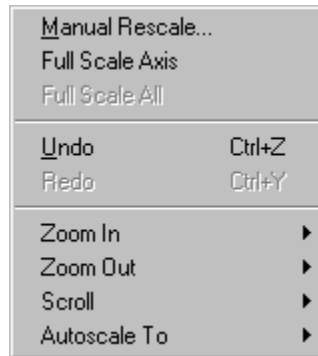 Manual Rescale...
Full Scale Axis
Full Scale All
Undo Ctrl+Z
Redo Ctrl+Y
Zoom In
Zoom Out
Scroll
Autoscale To